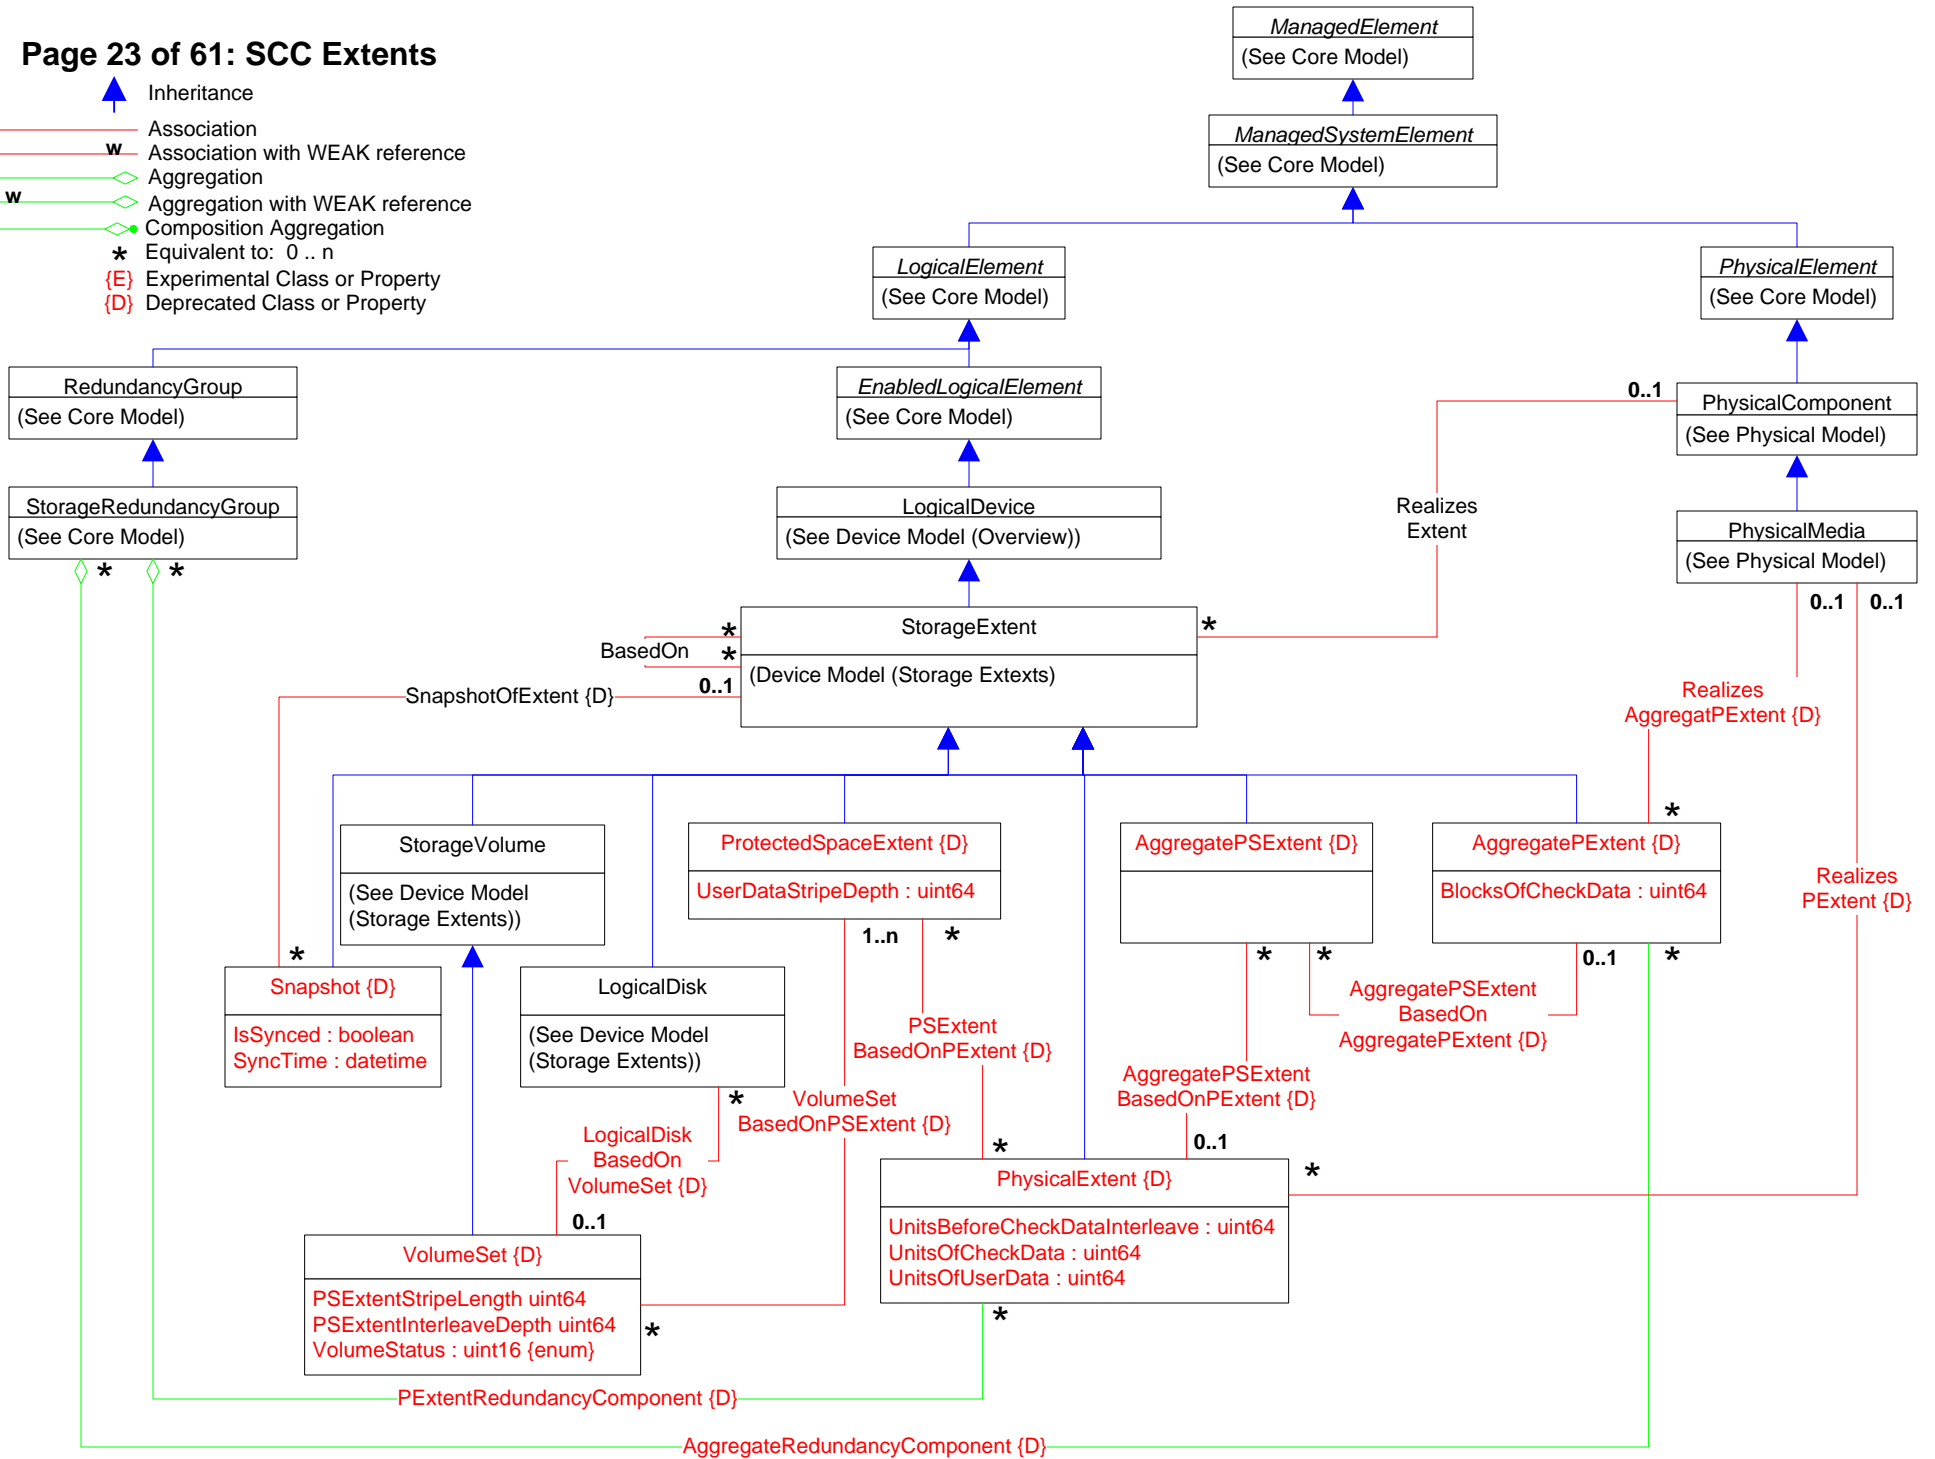 Page 23 of 61: SCC Extents
Inheritance
Association
w Association with WEAK reference
Aggregation
w Aggregation with WEAK reference
Composition Aggregation
* Equivalent to: 0 .. n
{E} Experimental Class or Property
{D} Deprecated Class or Property
ManagedElement
(See Core Model)
ManagedSystemElement
(See Core Model)
LogicalElement
(See Core Model)
PhysicalElement
(See Core Model)
RedundancyGroup
(See Core Model)
EnabledLogicalElement
(See Core Model)
0..1
PhysicalComponent
(See Physical Model)
StorageRedundancyGroup
(See Core Model)
* *
LogicalDevice
(See Device Model (Overview))
Realizes
Extent
PhysicalMedia
(See Physical Model)
0..1 0..1
StorageExtent
(Device Model (Storage Extexts)
*
BasedOn
*
*
SnapshotOfExtent {D}
0..1
Realizes
AggregatPExtent {D}
*
StorageVolume
(See Device Model
(Storage Extents))
ProtectedSpaceExtent {D}
UserDataStripeDepth : uint64
1..n *
AggregatePSExtent {D}
* *
AggregatePExtent {D}
BlocksOfCheckData : uint64
0..1 *
Realizes
PExtent {D}
*
Snapshot {D}
IsSynced : boolean
SyncTime : datetime
LogicalDisk
(See Device Model
(Storage Extents))
*
PSExtent
BasedOnPExtent {D}
*
AggregatePSExtent
BasedOn
AggregatePExtent {D}
AggregatePSExtent
BasedOnPExtent {D}
0..1
VolumeSet
BasedOnPSExtent {D}
LogicalDisk
BasedOn
VolumeSet {D}
0..1
*
PhysicalExtent {D}
UnitsBeforeCheckDataInterleave : uint64
UnitsOfCheckData : uint64
UnitsOfUserData : uint64
*
VolumeSet {D}
PSExtentStripeLength uint64
PSExtentInterleaveDepth uint64
VolumeStatus : uint16 {enum}
*
PExtentRedundancyComponent {D}
AggregateRedundancyComponent {D}